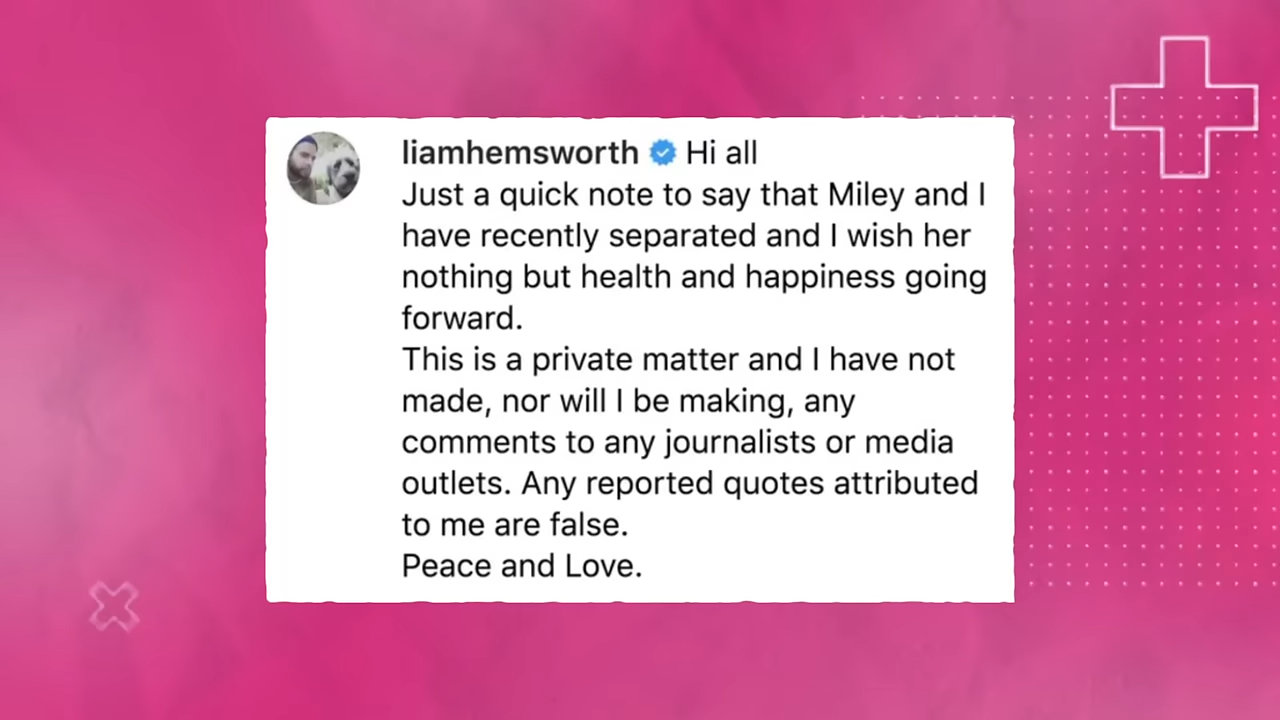 liamhemsworth Hi all
Just a quick note to say that Miley and I
have recently separated and I wish her
nothing but health and happiness going
forward.
This is a private matter and I have not
made, nor will I be making, any
comments to any journalists or media
outlets. Any reported quotes attributed
to me are false.
Peace and Love.